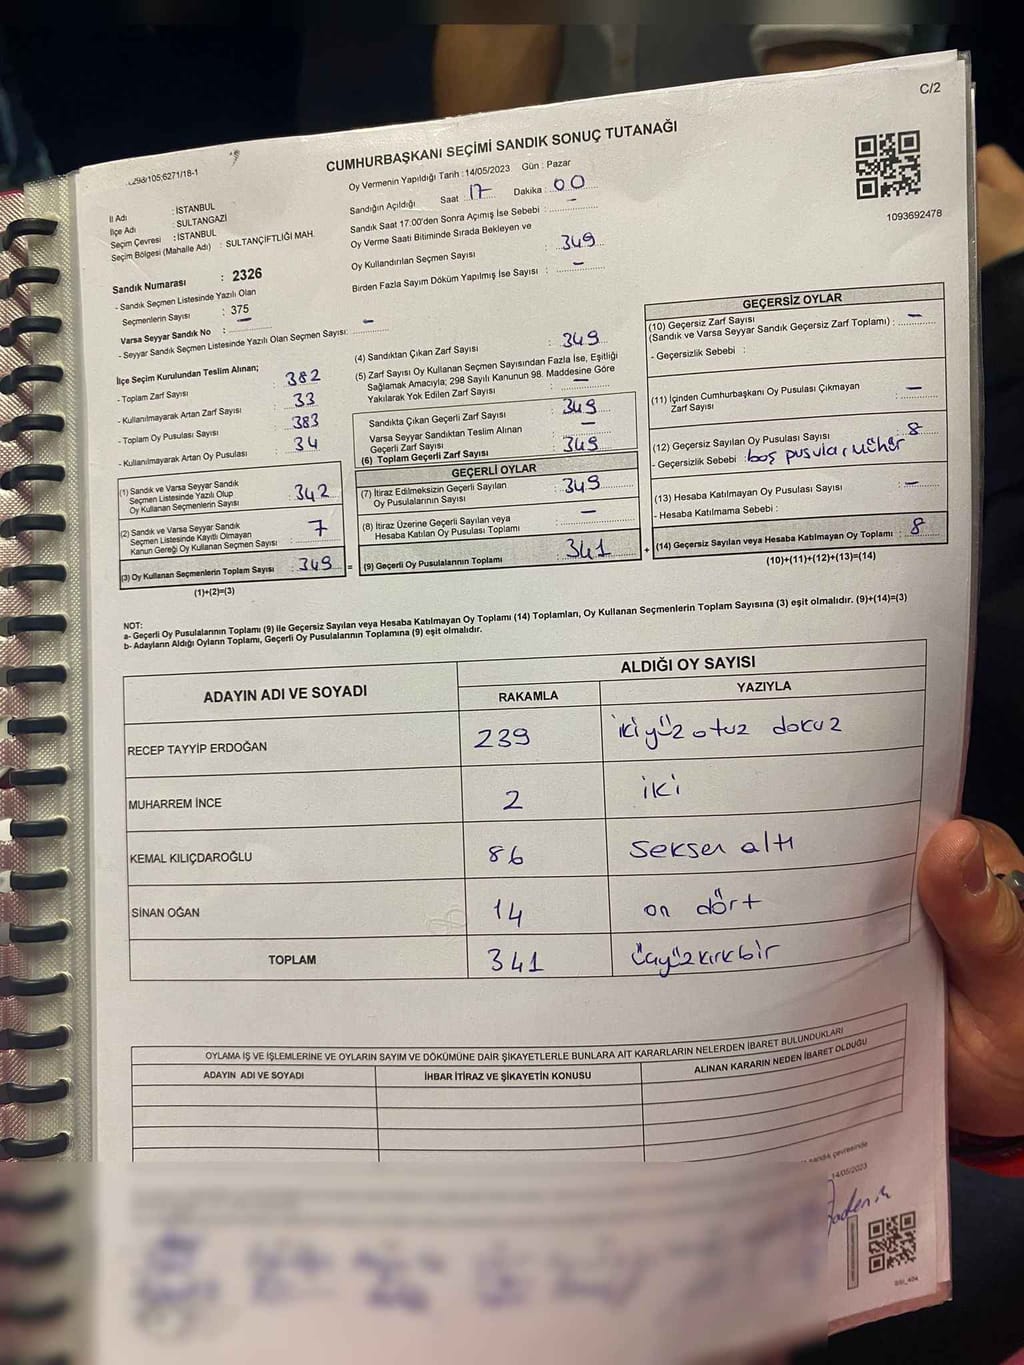 C/2
CUMHURBAŞKANI SEÇİMİ SANDIK SONUÇ TUTANAĞI
1093692478
İl Adı : İSTANBUL
İlçe Adı : SULTANGAZİ
Seçim Çevresi : İSTANBUL
Seçim Bölgesi (Mahalle Adı) : SULTANÇİFTLİĞİ MAH.
Sandık Numarası : 2326
- Sandık Seçmen Listesinde Yazılı Olan
Seçmenlerin Sayısı : 375
Varsa Seyyar Sandık No : –
- Seyyar Sandık Seçmen Listesinde Yazılı Olan Seçmen Sayısı: –
Oy Vermenin Yapıldığı Tarih : 14/05/2023 Gün : Pazar
Sandığın Açıldığı Saat 17 Dakika : 00
Sandık Saat 17:00'den Sonra Açımış İse Sebebi : –
Oy Verme Saati Bitiminde Sırada Bekleyen ve
Oy Kullandırılan Seçmen Sayısı : 349
Birden Fazla Sayım Döküm Yapılmış İse Sayısı : –
İlçe Seçim Kurulundan Teslim Alınan;
- Toplam Zarf Sayısı : 382
- Kullanılmayarak Artan Zarf Sayısı : 33
- Toplam Oy Pusulası Sayısı : 383
- Kullanılmayarak Artan Oy Pusulası : 34
(1) Sandık ve Varsa Seyyar Sandık
Seçmen Listesinde Yazılı Olup
Oy Kullanan Seçmenlerin Sayısı : 342
(2) Sandık ve Varsa Seyyar Sandık
Seçmen Listesinde Kayıtlı Olmayan
Kanun Gereği Oy Kullanan Seçmen Sayısı : 7
(3) Oy Kullanan Seçmenlerin Toplam Sayısı : 349
(1)+(2)=(3)
(4) Sandıktan Çıkan Zarf Sayısı : 349
(5) Zarf Sayısı Oy Kullanan Seçmen Sayısından Fazla İse, Eşitliği
Sağlamak Amacıyla; 298 Sayılı Kanunun 98. Maddesine Göre
Yakılarak Yok Edilen Zarf Sayısı : –
Sandıkta Çıkan Geçerli Zarf Sayısı : 349
Varsa Seyyar Sandıktan Teslim Alınan
Geçerli Zarf Sayısı : –
(6) Toplam Geçerli Zarf Sayısı : 349
GEÇERLİ OYLAR
(7) İtiraz Edilmeksizin Geçerli Sayılan
Oy Pusulalarının Sayısı : 349
(8) İtiraz Üzerine Geçerli Sayılan veya
Hesaba Katılan Oy Pusulası Toplamı : –
(9) Geçerli Oy Pusulalarının Toplamı : 341
GEÇERSİZ OYLAR
(10) Geçersiz Zarf Sayısı
(Sandık ve Varsa Seyyar Sandık Geçersiz Zarf Toplamı) : –
- Geçersizlik Sebebi :
(11) İçinden Cumhurbaşkanı Oy Pusulası Çıkmayan
Zarf Sayısı : –
(12) Geçersiz Sayılan Oy Pusulası Sayısı : 8
- Geçersizlik Sebebi : boş pusula, mühür
(13) Hesaba Katılmayan Oy Pusulası Sayısı : –
- Hesaba Katılmama Sebebi :
(14) Geçersiz Sayılan veya Hesaba Katılmayan Oy Toplamı : 8
(10)+(11)+(12)+(13)=(14)
NOT:
a- Geçerli Oy Pusulalarının Toplamı (9) ile Geçersiz Sayılan veya Hesaba Katılmayan Oy Toplamı (14) Toplamları, Oy Kullanan Seçmenlerin Toplam Sayısına (3) eşit olmalıdır. (9)+(14)=(3)
b- Adayların Aldığı Oyların Toplamı, Geçerli Oy Pusulalarının Toplamına (9) eşit olmalıdır.
ADAYIN ADI VE SOYADI ALDIĞI OY SAYISI
RAKAMLA YAZIYLA
RECEP TAYYİP ERDOĞAN 239 ikiyüz otuz dokuz
MUHARREM İNCE 2 iki
KEMAL KILIÇDAROĞLU 86 seksen altı
SİNAN OĞAN 14 on dört
TOPLAM 341 üçyüzkırkbir
OYLAMA İŞ VE İŞLEMLERİNE VE OYLARIN SAYIM VE DÖKÜMÜNE DAİR ŞİKAYETLERLE BUNLARA AİT KARARLARIN NELERDEN İBARET BULUNDUKLARI
ADAYIN ADI VE SOYADI İHBAR İTİRAZ VE ŞİKAYETİN KONUSU ALINAN KARARIN NEDEN İBARET OLDUĞU
sandık çevresinde
14/05/2023